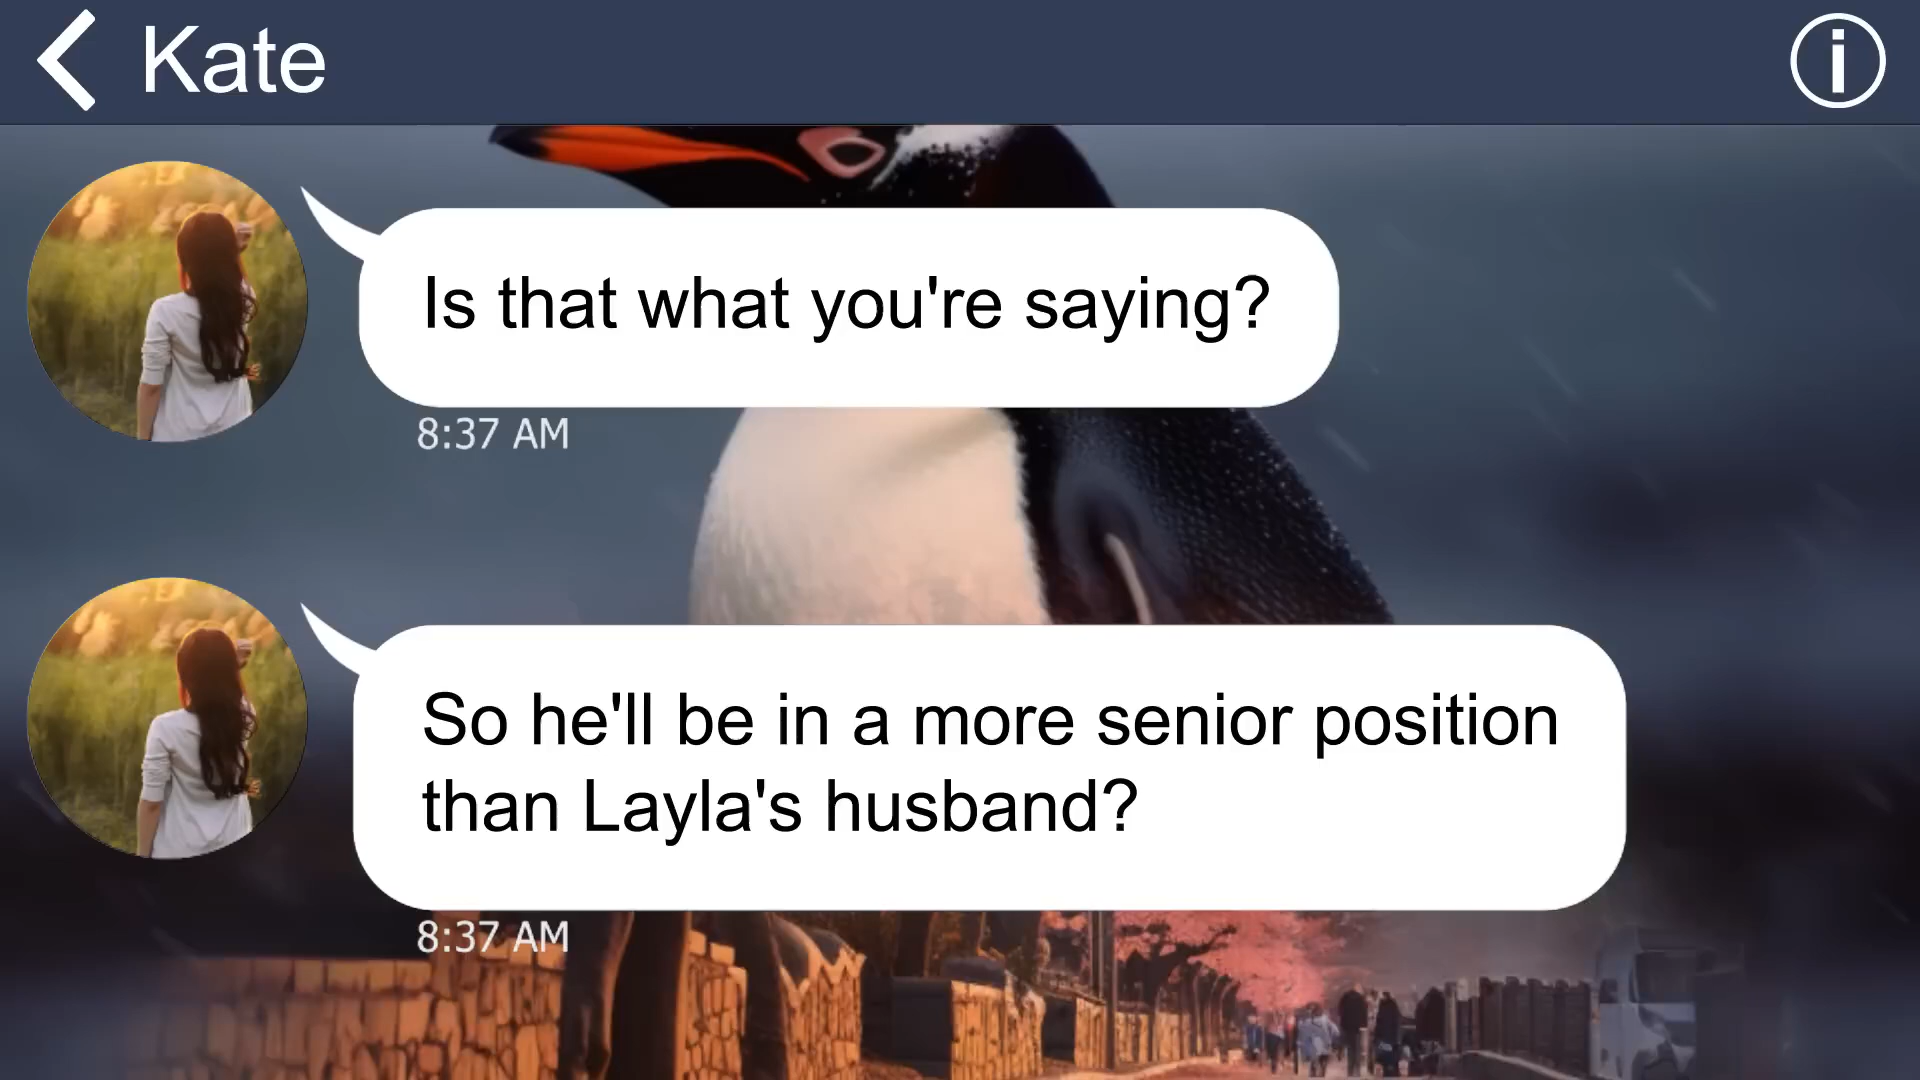 Kate
Is that what you're saying?
8:37 AM
So he'll be in a more senior position
than Layla's husband?
8:37 AM